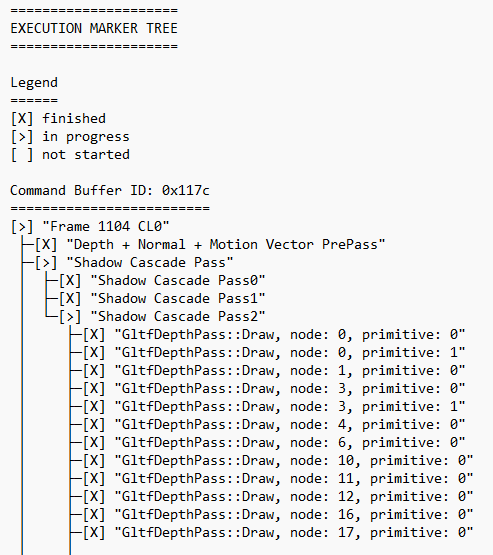 =====================
EXECUTION MARKER TREE
=====================
Legend
======
[X] finished
[>] in progress
[ ] not started
Command Buffer ID: 0x117c
=========================
[>] "Frame 1104 CL0"
├─[X] "Depth + Normal + Motion Vector PrePass"
├─[>] "Shadow Cascade Pass"
│  ├─[X] "Shadow Cascade Pass0"
│  ├─[X] "Shadow Cascade Pass1"
│  └─[>] "Shadow Cascade Pass2"
│     ├─[X] "GltfDepthPass::Draw, node: 0, primitive: 0"
│     ├─[X] "GltfDepthPass::Draw, node: 0, primitive: 1"
│     ├─[X] "GltfDepthPass::Draw, node: 1, primitive: 0"
│     ├─[X] "GltfDepthPass::Draw, node: 3, primitive: 0"
│     ├─[X] "GltfDepthPass::Draw, node: 3, primitive: 1"
│     ├─[X] "GltfDepthPass::Draw, node: 4, primitive: 0"
│     ├─[X] "GltfDepthPass::Draw, node: 6, primitive: 0"
│     ├─[X] "GltfDepthPass::Draw, node: 10, primitive: 0"
│     ├─[X] "GltfDepthPass::Draw, node: 11, primitive: 0"
│     ├─[X] "GltfDepthPass::Draw, node: 12, primitive: 0"
│     ├─[X] "GltfDepthPass::Draw, node: 16, primitive: 0"
│     ├─[X] "GltfDepthPass::Draw, node: 17, primitive: 0"